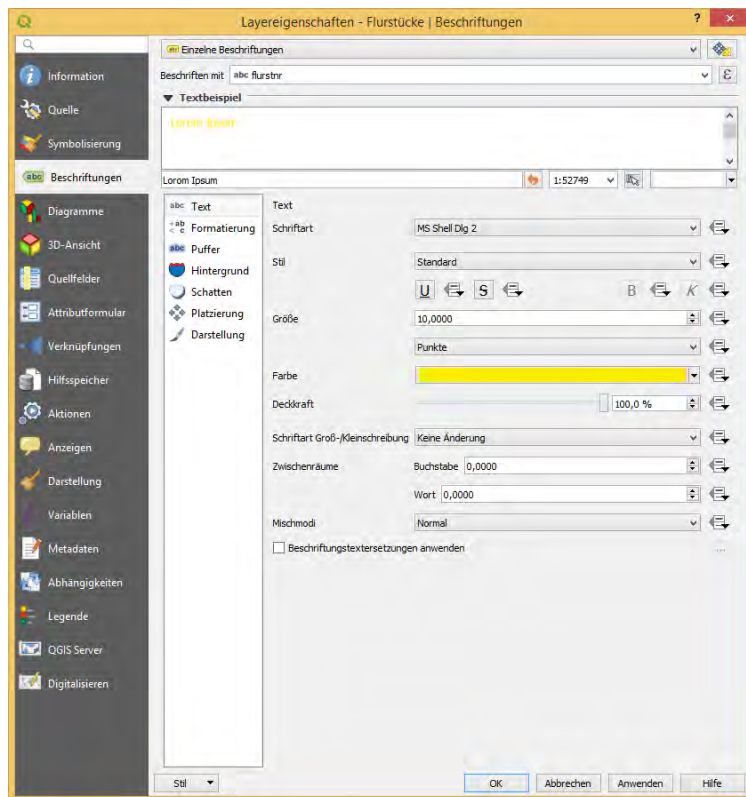 Layereigenschaften - Flurstücke | Beschriftungen
?
Information
Quelle
Symbolisierung
abc Beschriftungen
Diagramme
3D-Ansicht
Quellfelder
Attributformular
Verknüpfungen
Hilfsspeicher
Aktionen
Anzeigen
Darstellung
Variablen
Metadaten
Abhängigkeiten
Legende
QGIS Server
Digitalisieren
Einzelne Beschriftungen
Beschriften mit abc flurstnr ε
Textbeispiel
Lorem Ipsum
Lorom Ipsum 1:52749
abc Text
Formatierung
abc Puffer
Hintergrund
Schatten
Platzierung
Darstellung
Text
Schriftart MS Shell Dlg 2
Stil Standard
U S B K
Größe 10,0000
Punkte
Farbe
Deckkraft 100,0 %
Schriftart Groß-/Kleinschreibung Keine Änderung
Zwischenräume Buchstabe 0,0000
Wort 0,0000
Mischmodi Normal
Beschriftungstextersetzungen anwenden ...
Stil OK Abbrechen Anwenden Hilfe